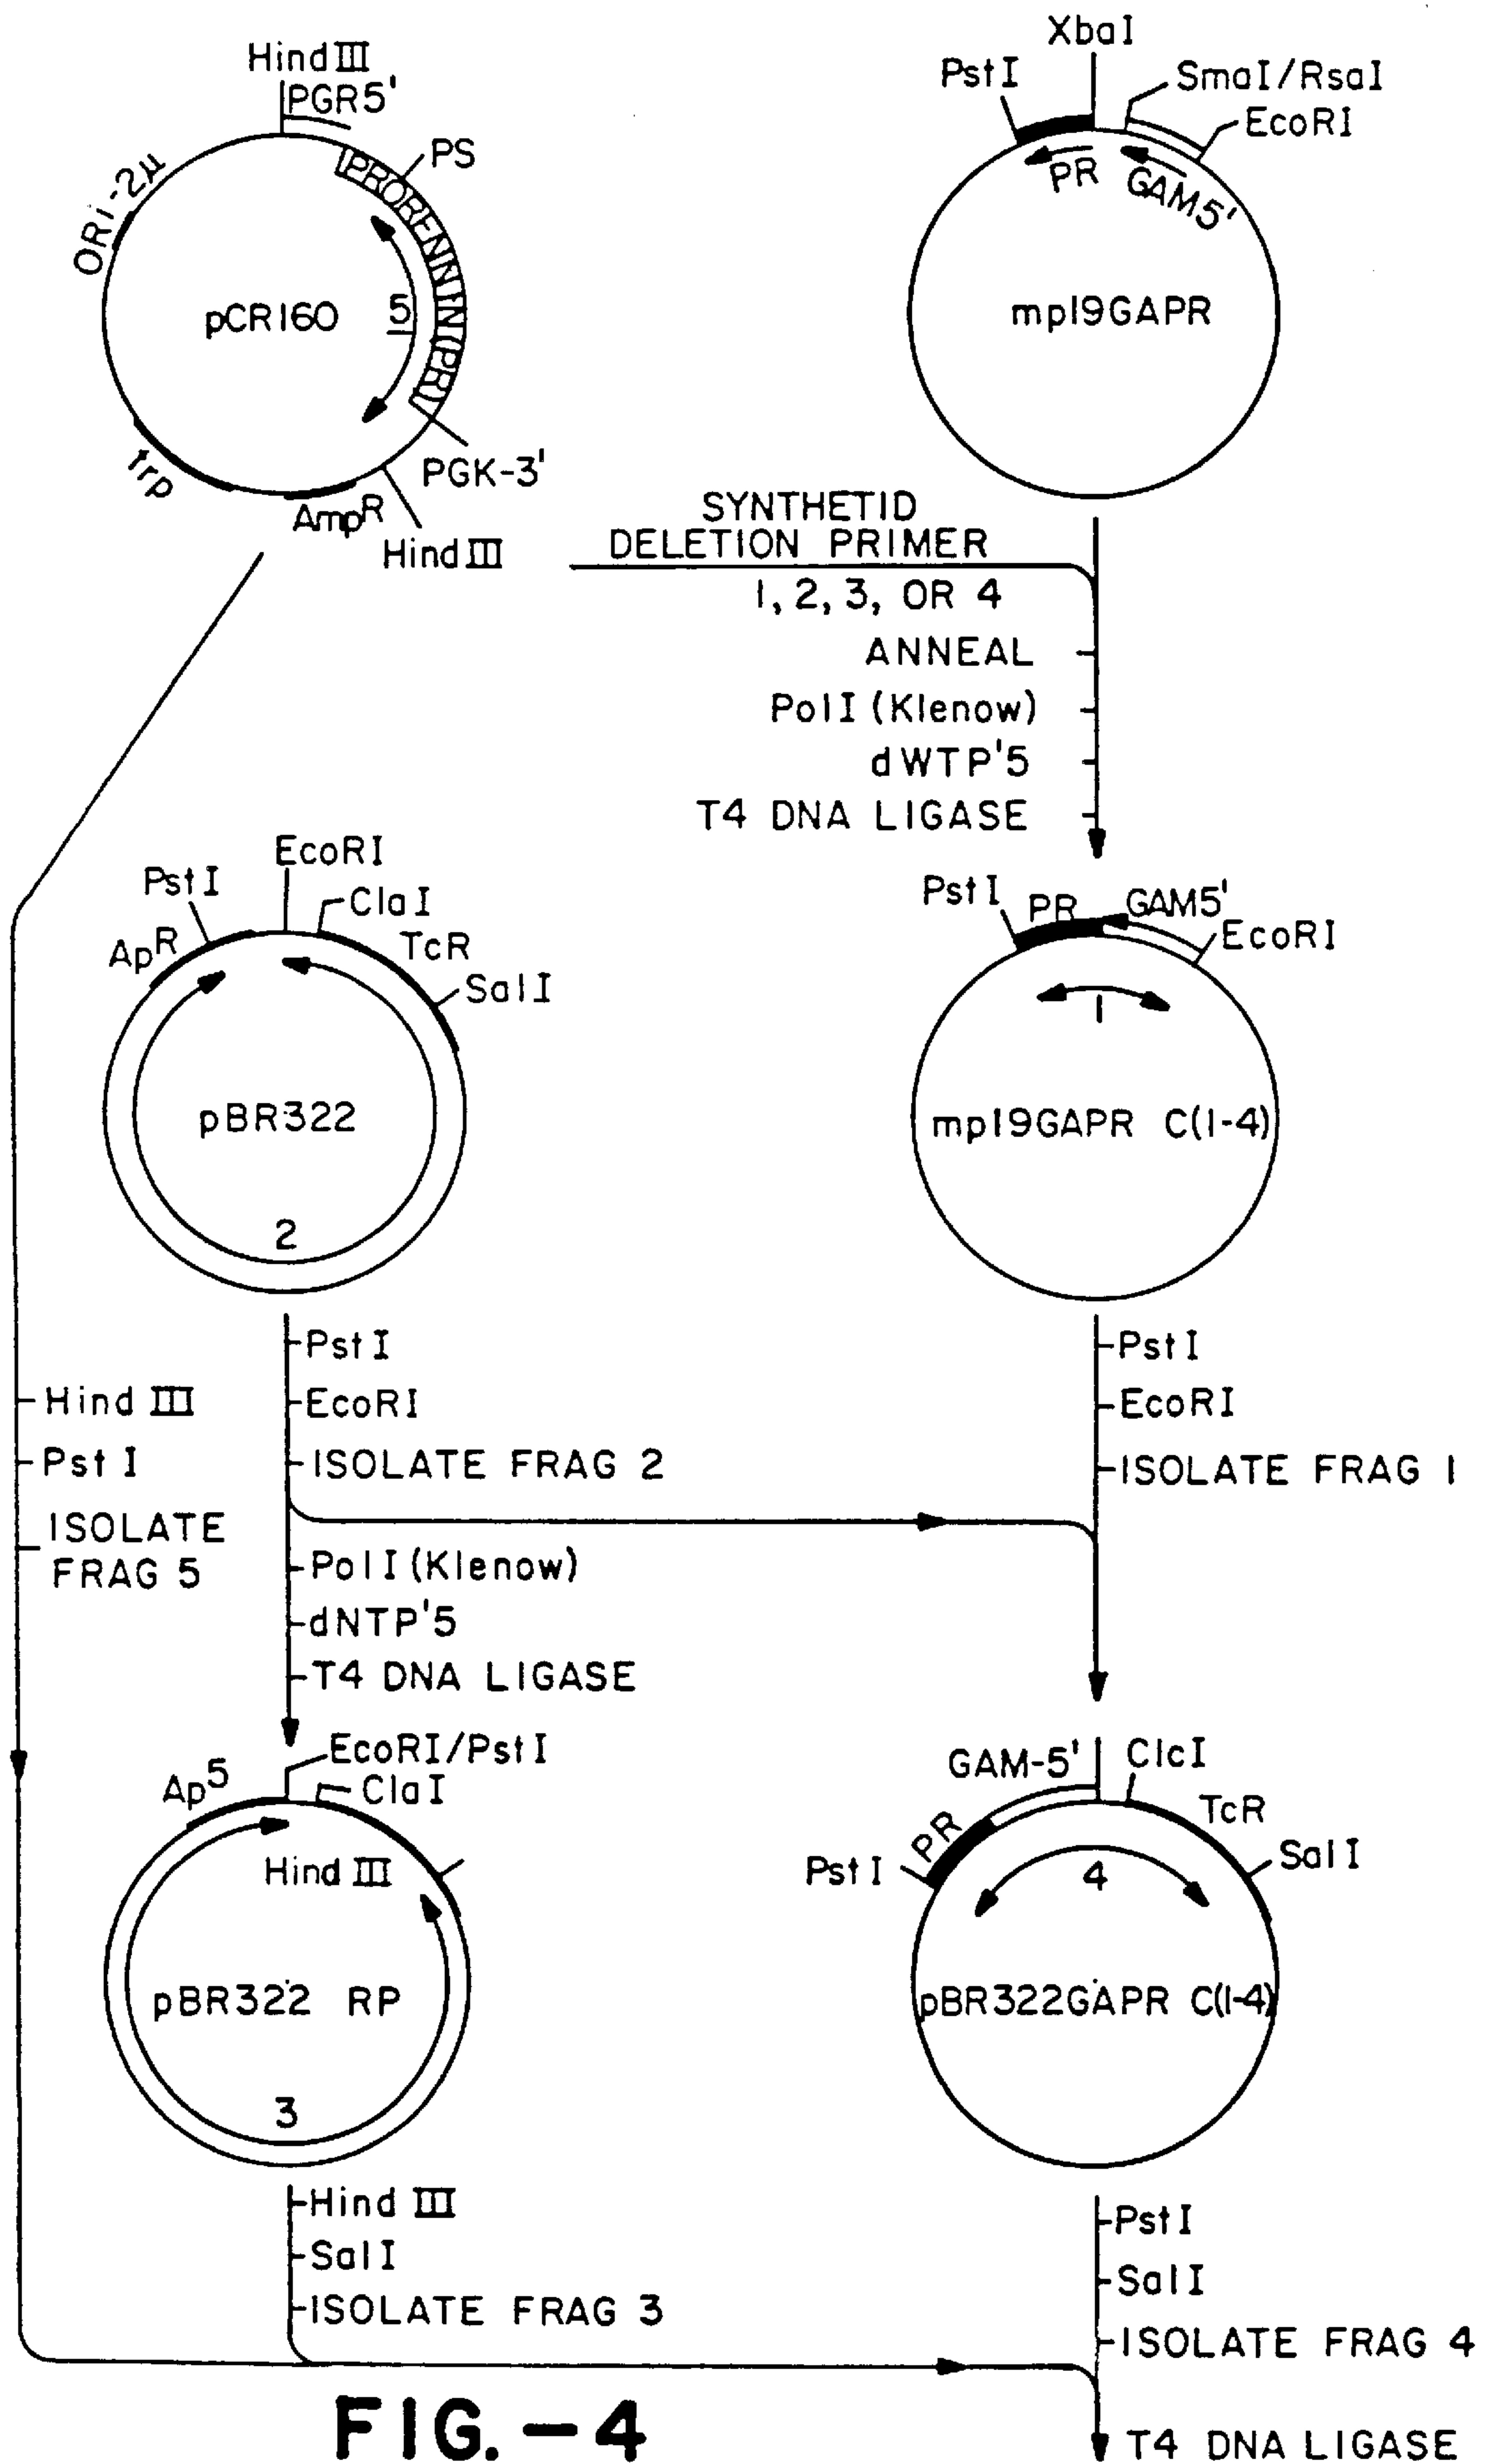 Hind III
PGR5'
PS
PRORENNIN(PR)
ORi-2μ
pCR160
5
trp
AmpR
PGK-3'
Hind III
XbaI
PstI
SmaI/RsaI
EcoRI
PR
GAM5'
mp19GAPR
SYNTHETID
DELETION PRIMER
1, 2, 3, OR 4
ANNEAL
PolI (Klenow)
dWTP'5
T4 DNA LIGASE
EcoRI
PstI
ClaI
ApR
TcR
SalI
pBR322
2
PstI
PR
GAM5'
EcoRI
1
mp19GAPR C(1-4)
Hind III
Pst I
ISOLATE
FRAG 5
PstI
EcoRI
ISOLATE FRAG 2
PolI (Klenow)
dNTP'5
T4 DNA LIGASE
PstI
EcoRI
ISOLATE FRAG 1
EcoRI/PstI
Ap5
ClaI
Hind III
pBR322 RP
3
GAM-5'
ClcI
TcR
PR
PstI
SalI
4
pBR322GAPR C(1-4)
Hind III
SalI
ISOLATE FRAG 3
PstI
SalI
ISOLATE FRAG 4
T4 DNA LIGASE
FIG.-4